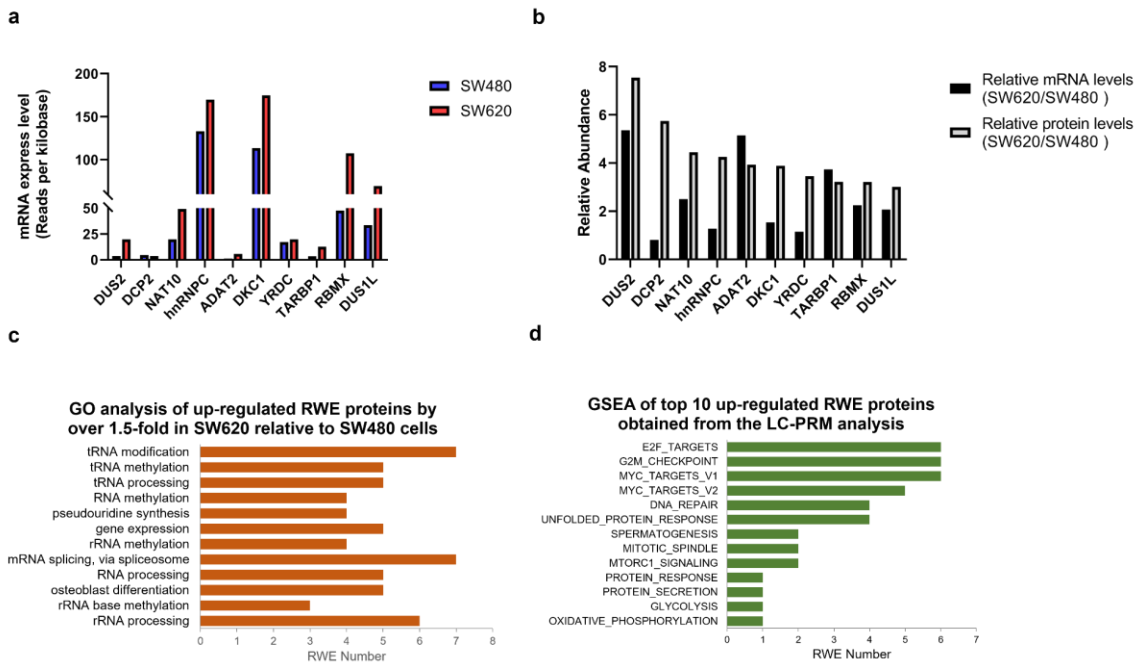 a
mRNA express level
(Reads per kilobase)
200
150
100
50
25
0
SW480
SW620
DUS2
DCP2
NAT10
hnRNPC
ADAT2
DKC1
YRDC
TARBP1
RBMX
DUS1L
b
Relative Abundance
8
6
4
2
0
Relative mRNA levels
(SW620/SW480 )
Relative protein levels
(SW620/SW480 )
DUS2
DCP2
NAT10
hnRNPC
ADAT2
DKC1
YRDC
TARBP1
RBMX
DUS1L
c
GO analysis of up-regulated RWE proteins by
over 1.5-fold in SW620 relative to SW480 cells
tRNA modification
tRNA methylation
tRNA processing
RNA methylation
pseudouridine synthesis
gene expression
rRNA methylation
mRNA splicing, via spliceosome
RNA processing
osteoblast differentiation
rRNA base methylation
rRNA processing
0 1 2 3 4 5 6 7 8
RWE Number
d
GSEA of top 10 up-regulated RWE proteins
obtained from the LC-PRM analysis
E2F_TARGETS
G2M_CHECKPOINT
MYC_TARGETS_V1
MYC_TARGETS_V2
DNA_REPAIR
UNFOLDED_PROTEIN_RESPONSE
SPERMATOGENESIS
MITOTIC_SPINDLE
MTORC1_SIGNALING
PROTEIN_RESPONSE
PROTEIN_SECRETION
GLYCOLYSIS
OXIDATIVE_PHOSPHORYLATION
0 1 2 3 4 5 6 7
RWE Number